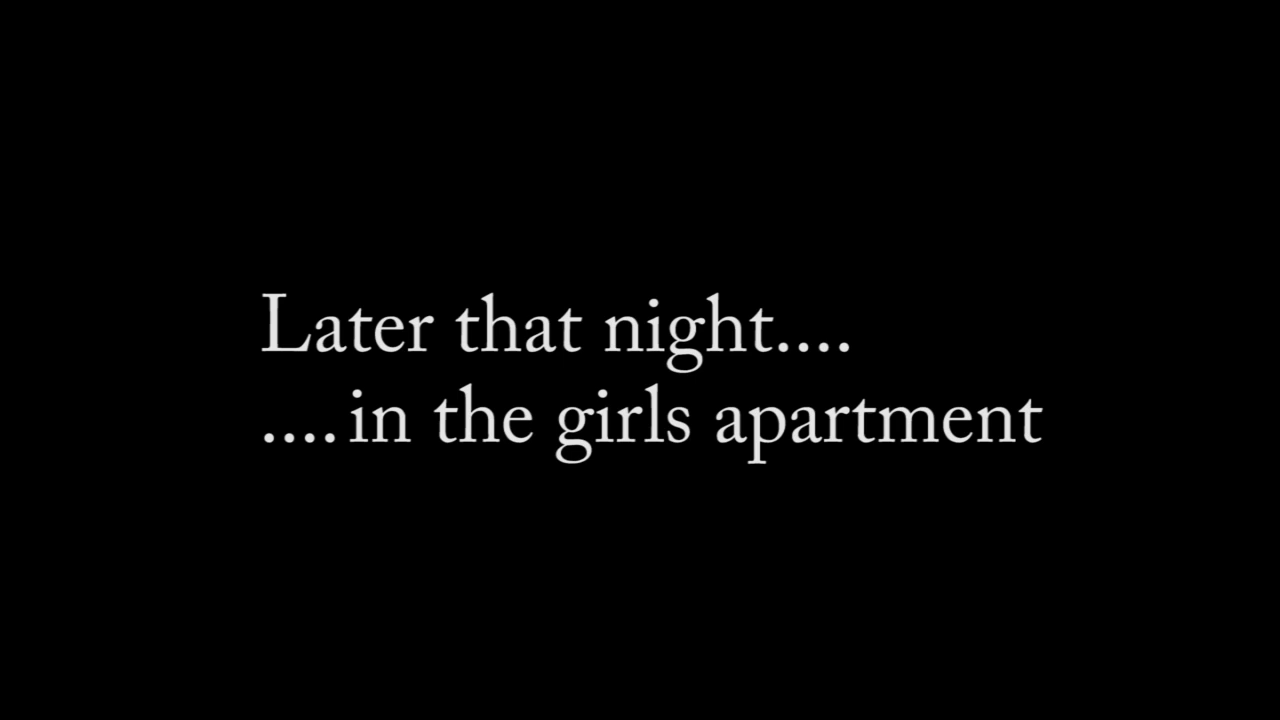 Later that night....
....in the girls apartment